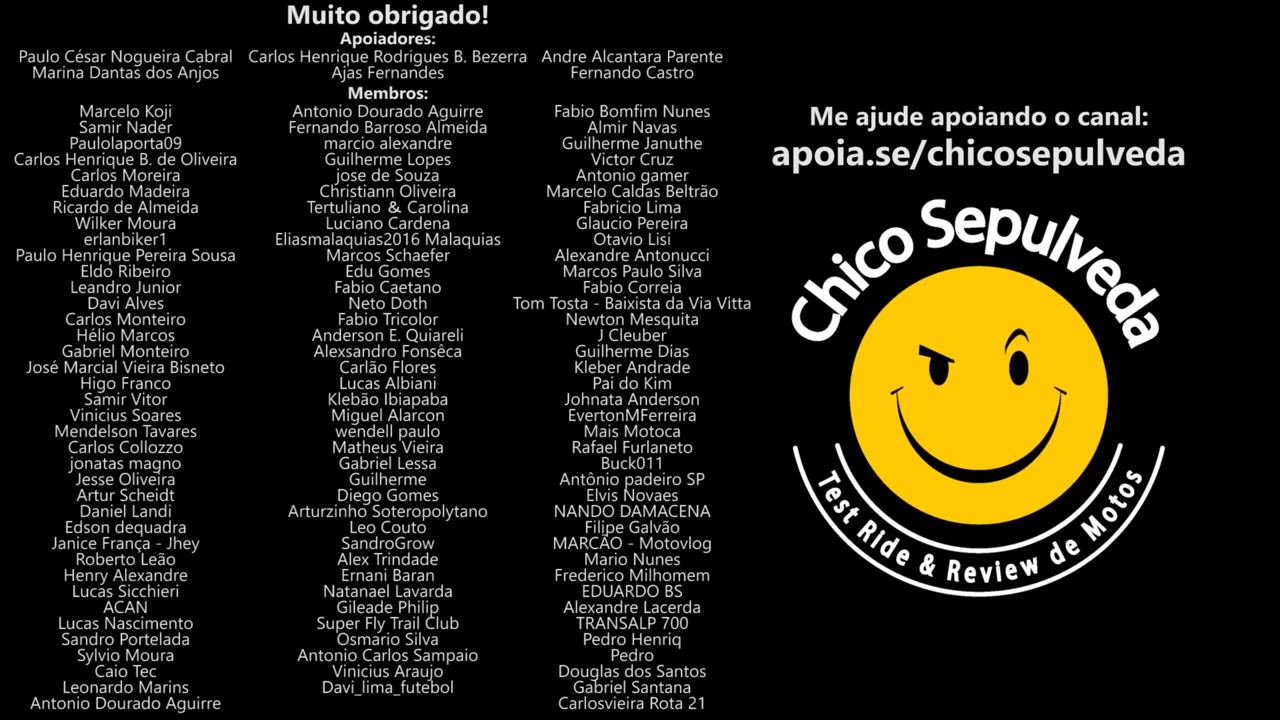 Muito obrigado!
Apoiadores:
Paulo César Nogueira Cabral
Carlos Henrique Rodrigues B. Bezerra
Andre Alcantara Parente
Marina Dantas dos Anjos
Ajas Fernandes
Fernando Castro
Membros:
Marcelo Koji
Samir Nader
Paulolaporta09
Carlos Henrique B. de Oliveira
Carlos Moreira
Eduardo Madeira
Ricardo de Almeida
Wilker Moura
erlanbiker1
Paulo Henrique Pereira Sousa
Eldo Ribeiro
Leandro Junior
Davi Alves
Carlos Monteiro
Hélio Marcos
Gabriel Monteiro
José Marcial Vieira Bisneto
Higo Franco
Samir Vitor
Vinicius Soares
Mendelson Tavares
Carlos Collozzo
jonatas magno
Jesse Oliveira
Artur Scheidt
Daniel Landi
Edson dequadra
Janice França - Jhey
Roberto Leão
Henry Alexandre
Lucas Sicchieri
ACAN
Lucas Nascimento
Sandro Portelada
Sylvio Moura
Caio Tec
Leonardo Marins
Antonio Dourado Aguirre
Antonio Dourado Aguirre
Fernando Barroso Almeida
marcio alexandre
Guilherme Lopes
jose de Souza
Christiann Oliveira
Tertuliano & Carolina
Luciano Cardena
Eliasmalaquias2016 Malaquias
Marcos Schaefer
Edu Gomes
Fabio Caetano
Neto Doth
Fabio Tricolor
Anderson E. Quiareli
Alexsandro Fonsêca
Carlão Flores
Lucas Albiani
Klebão Ibiapaba
Miguel Alarcon
wendell paulo
Matheus Vieira
Gabriel Lessa
Guilherme
Diego Gomes
Arturzinho Soteropolytano
Leo Couto
SandroGrow
Alex Trindade
Ernani Baran
Natanael Lavarda
Gileade Philip
Super Fly Trail Club
Osmario Silva
Antonio Carlos Sampaio
Vinicius Araujo
Davi_lima_futebol
Fabio Bomfim Nunes
Almir Navas
Guilherme Januthe
Victor Cruz
Antonio gamer
Marcelo Caldas Beltrão
Fabricio Lima
Glaucio Pereira
Otavio Lisi
Alexandre Antonucci
Marcos Paulo Silva
Fabio Correia
Tom Tosta - Baixista da Via Vitta
Newton Mesquita
J Cleuber
Guilherme Dias
Kleber Andrade
Pai do Kim
Johnata Anderson
EvertonMFerreira
Mais Motoca
Rafael Furlaneto
Buck011
Antônio padeiro SP
Elvis Novaes
NANDO DAMACENA
Filipe Galvão
MARCÃO - Motovlog
Mario Nunes
Frederico Milhomem
EDUARDO BS
Alexandre Lacerda
TRANSALP 700
Pedro Henriq
Pedro
Douglas dos Santos
Gabriel Santana
Carlosvieira Rota 21
Me ajude apoiando o canal:
apoia.se/chicosepulveda
Chico Sepulveda
Test Ride & Review de Motos